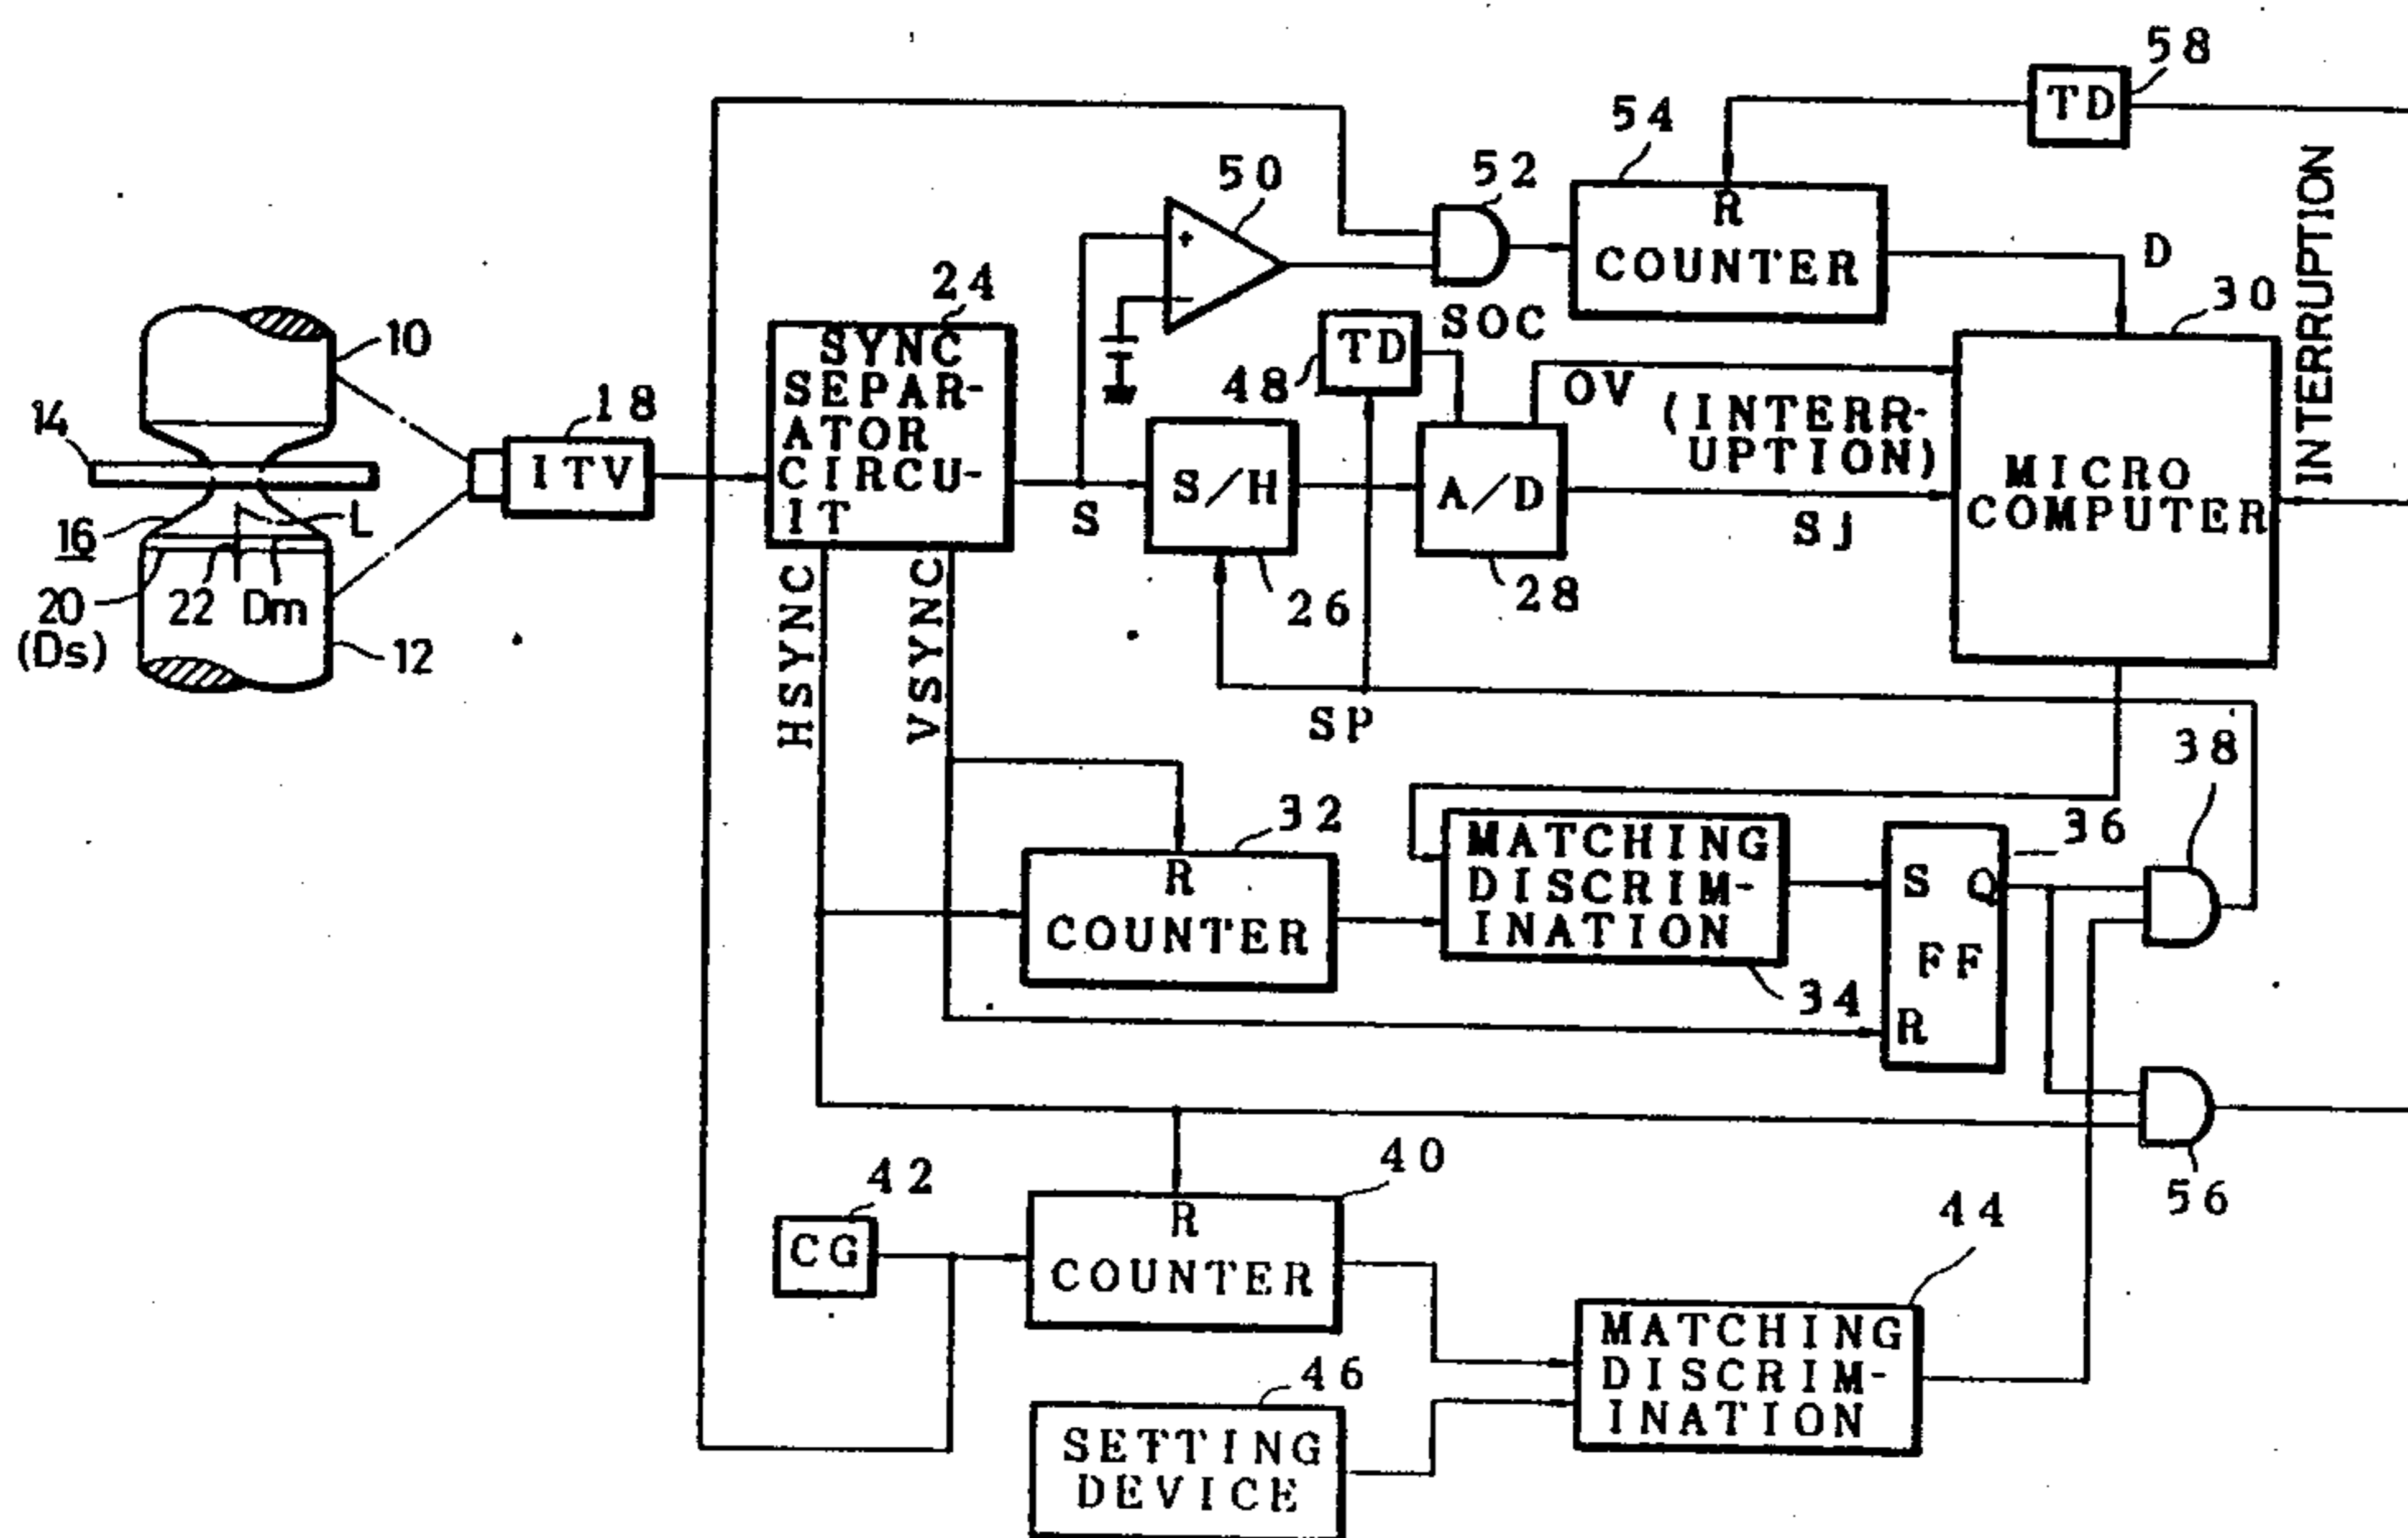 58
TD
54
52
50
R
COUNTER
D
INTERRUPTION
24
SYNC
SEPAR-
ATOR
CIRCU-
IT
+
−
TD
48
SOC
30
10
18
14
ITV
S
S/H
26
A/D
28
OV
(INTERR-
UPTION)
Sj
MICRO
COMPUTER
L
16
20
(Ds)
22
Dm
12
HSYNC
VSYNC
SP
38
32
R
COUNTER
MATCHING
DISCRIM-
INATION
34
36
S
Q
FF
R
56
42
CG
40
R
COUNTER
44
MATCHING
DISCRIM-
INATION
46
SETTING
DEVICE